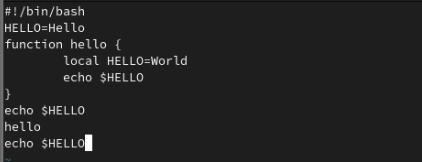 #!/bin/bash
HELLO=Hello
function hello {
        local HELLO=World
        echo $HELLO
}
echo $HELLO
hello
echo $HELLO
~